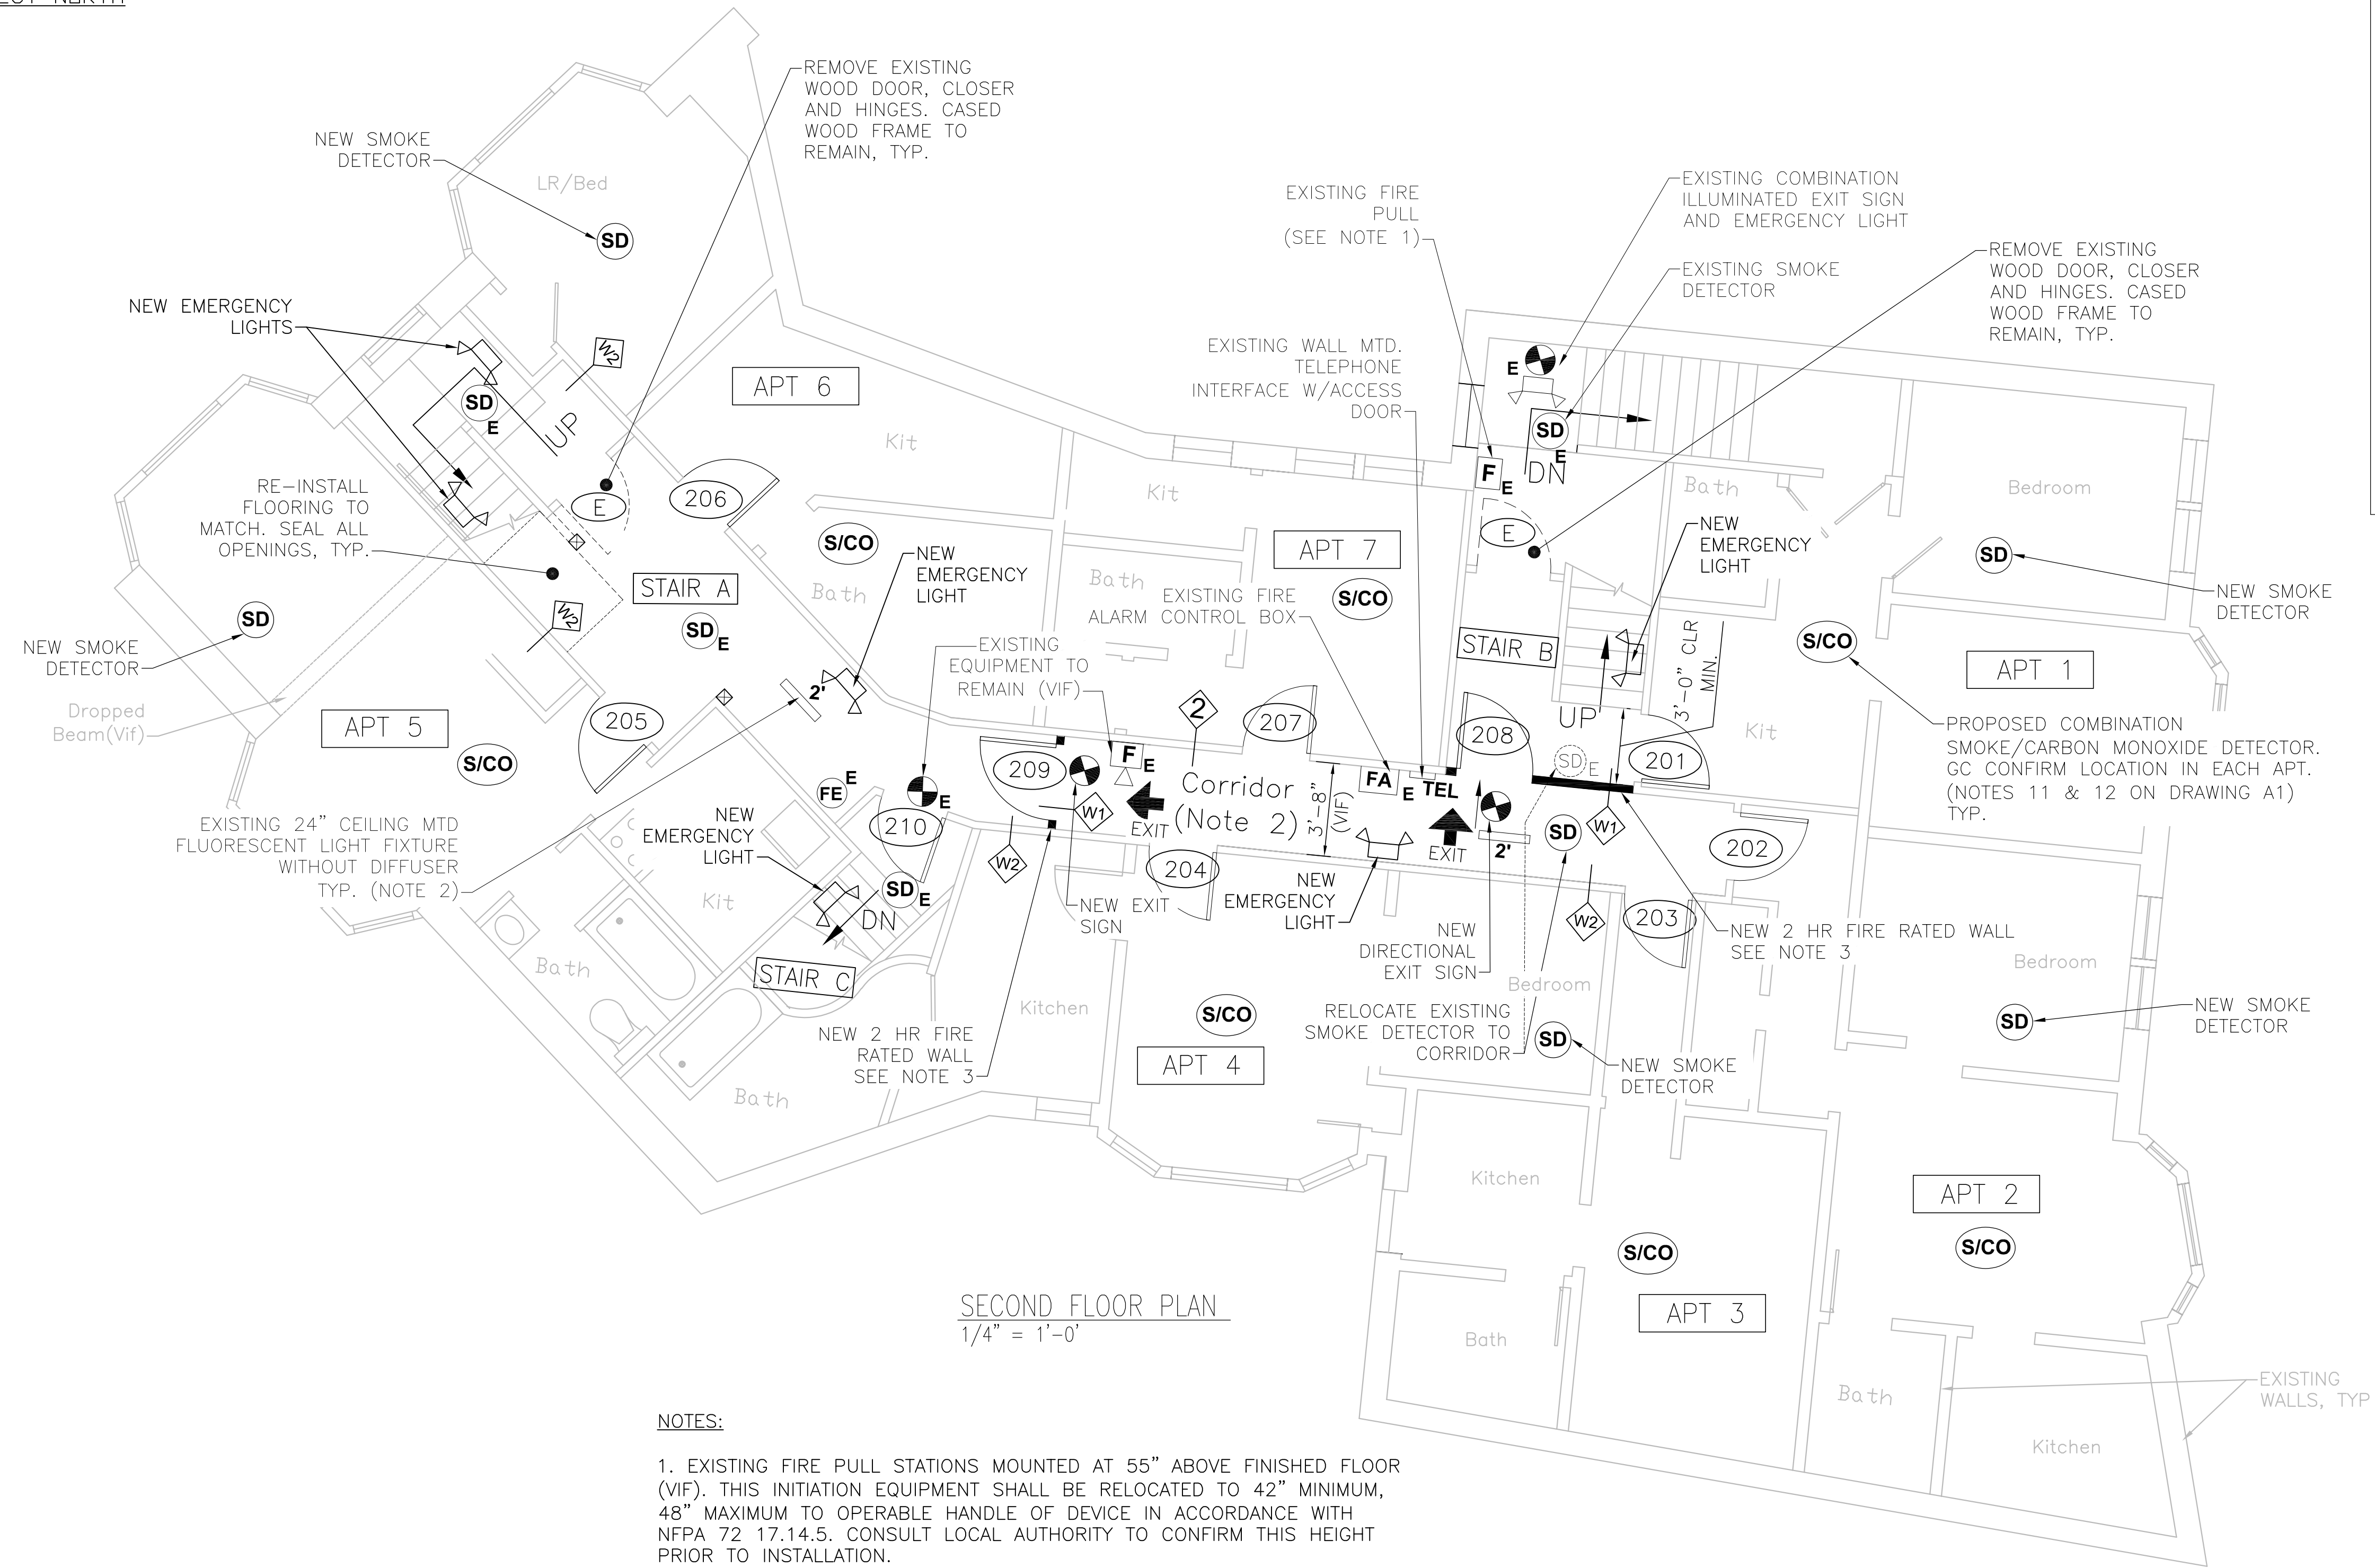 REMOVE EXISTING
WOOD DOOR, CLOSER
AND HINGES. CASED
WOOD FRAME TO
REMAIN, TYP.
NEW SMOKE
DETECTOR
LR/Bed
SD
EXISTING FIRE
PULL
(SEE NOTE 1)
EXISTING COMBINATION
ILLUMINATED EXIT SIGN
AND EMERGENCY LIGHT
EXISTING SMOKE
DETECTOR
REMOVE EXISTING
WOOD DOOR, CLOSER
AND HINGES. CASED
WOOD FRAME TO
REMAIN, TYP.
NEW EMERGENCY
LIGHTS
W2
SD
E
UP
APT 6
Kit
EXISTING WALL MTD.
TELEPHONE
INTERFACE W/ACCESS
DOOR
E
SD
E
DN
F
E
E
RE-INSTALL
FLOORING TO
MATCH. SEAL ALL
OPENINGS, TYP.
E
206
S/CO
Kit
APT 7
S/CO
Bath
Bedroom
SD
NEW SMOKE
DETECTOR
NEW
EMERGENCY
LIGHT
NEW
EMERGENCY
LIGHT
STAIR A
SD
E
W2
Bath
Bath
EXISTING FIRE
ALARM CONTROL BOX
STAIR B
3'-0" CLR
MIN.
S/CO
APT 1
SD
NEW SMOKE
DETECTOR
EXISTING
EQUIPMENT TO
REMAIN (VIF)
Dropped
Beam(Vif)
APT 5
S/CO
205
2'
2
207
208
UP
SD
E
201
Kit
PROPOSED COMBINATION
SMOKE/CARBON MONOXIDE DETECTOR.
GC CONFIRM LOCATION IN EACH APT.
(NOTES 11 & 12 ON DRAWING A1)
TYP.
209
F
E
Corridor
(Note 2)
3'-8"
(VIF)
FA
E
TEL
W1
EXIT
EXIT
2'
SD
W1
202
EXISTING 24" CEILING MTD
FLUORESCENT LIGHT FIXTURE
WITHOUT DIFFUSER
TYP. (NOTE 2)
FE
E
E
210
NEW
EMERGENCY
LIGHT
W2
204
NEW
EMERGENCY
LIGHT
Kit
SD
E
DN
STAIR C
NEW EXIT
SIGN
NEW
DIRECTIONAL
EXIT SIGN
W2
203
NEW 2 HR FIRE RATED WALL
SEE NOTE 3
Bath
Bedroom
Bedroom
SD
NEW SMOKE
DETECTOR
Kitchen
S/CO
APT 4
NEW 2 HR FIRE
RATED WALL
SEE NOTE 3
RELOCATE EXISTING
SMOKE DETECTOR TO
CORRIDOR
SD
NEW SMOKE
DETECTOR
Bath
Kitchen
APT 2
S/CO
S/CO
APT 3
Bath
Bath
Kitchen
EXISTING
WALLS, TYP
SECOND FLOOR PLAN
1/4" = 1'-0'
NOTES:
1. EXISTING FIRE PULL STATIONS MOUNTED AT 55" ABOVE FINISHED FLOOR
(VIF). THIS INITIATION EQUIPMENT SHALL BE RELOCATED TO 42" MINIMUM,
48" MAXIMUM TO OPERABLE HANDLE OF DEVICE IN ACCORDANCE WITH
NFPA 72 17.14.5. CONSULT LOCAL AUTHORITY TO CONFIRM THIS HEIGHT
PRIOR TO INSTALLATION.